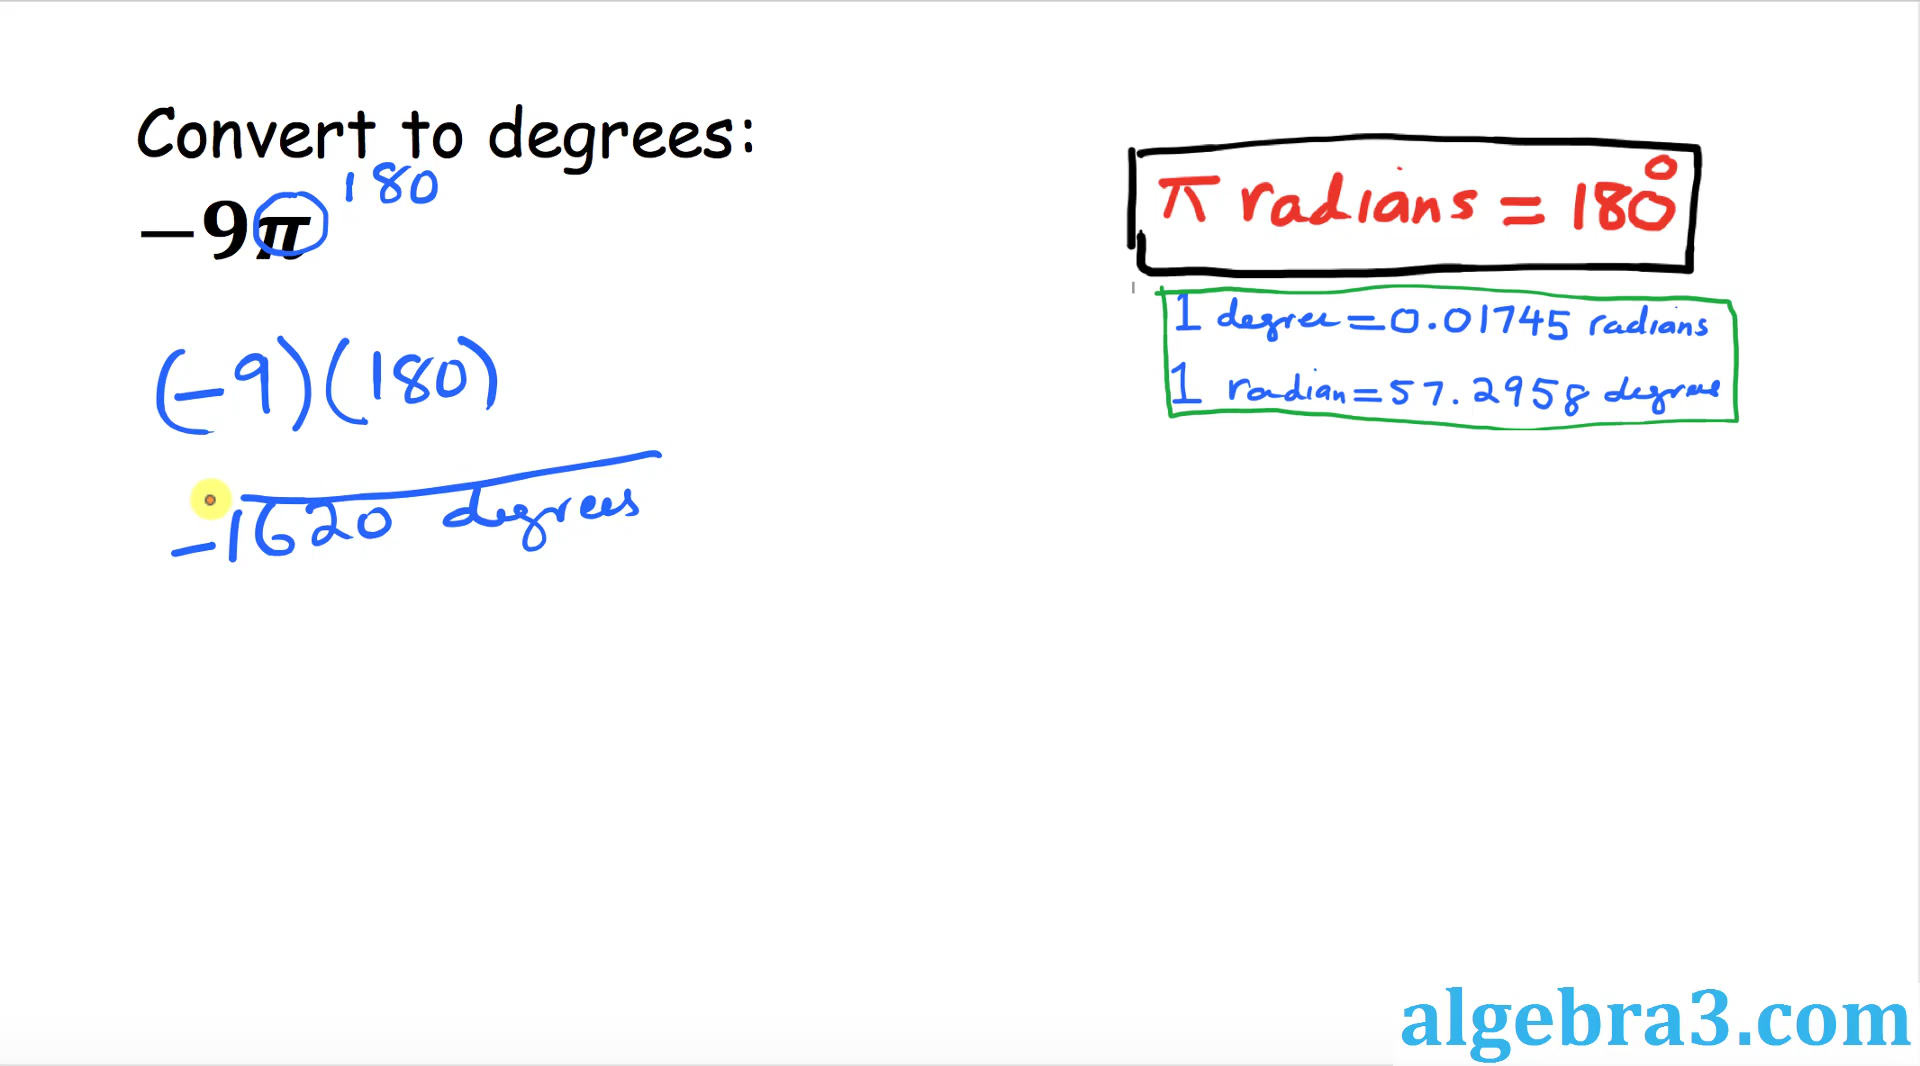 Convert to degrees:
180
−9π
(-9)(180)
-1620 degrees
π radians = 180°
1 degree = 0.01745 radians
1 radian = 57.2958 degrees
algebra3.com